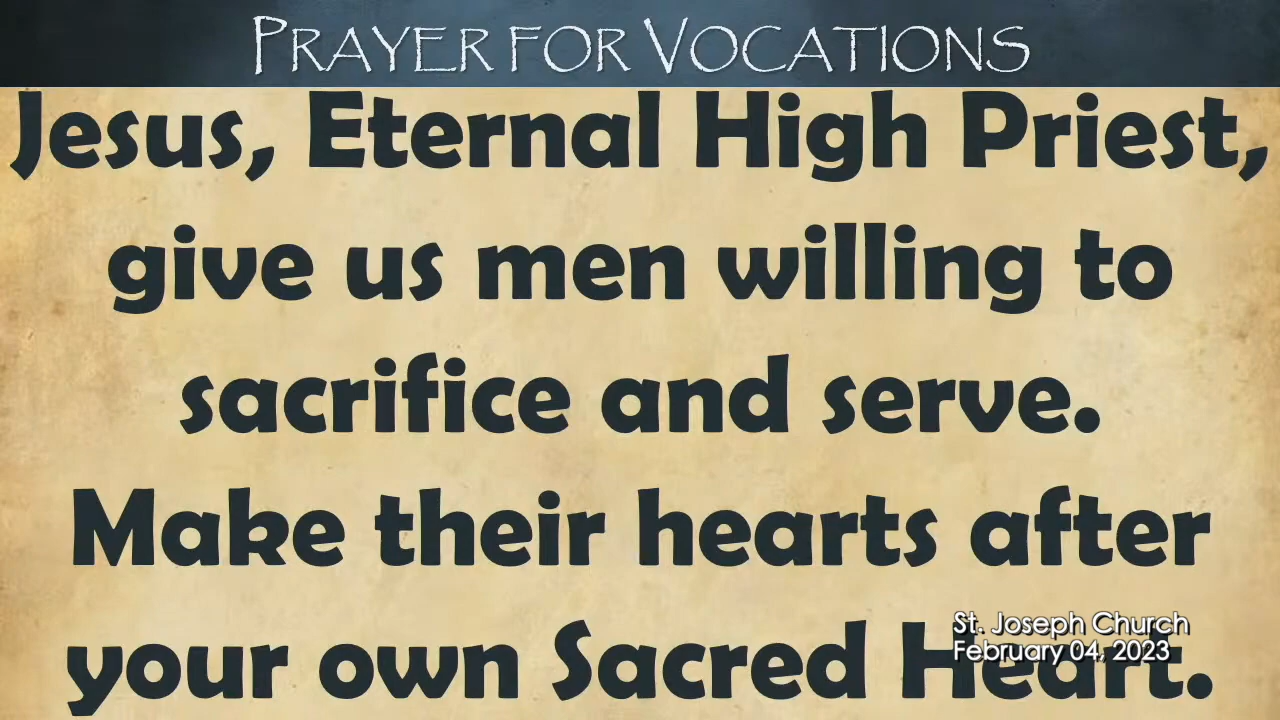 PRAYER FOR VOCATIONS
Jesus, Eternal High Priest,
give us men willing to
sacrifice and serve.
Make their hearts after
your own Sacred Heart.
St. Joseph Church
February 04, 2023